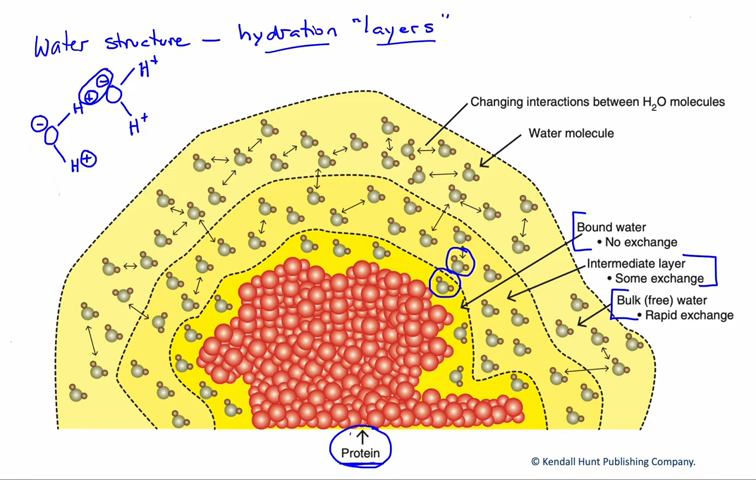 Water structure — hydration "layers"
H⁺
H ⊕
H⁺
⊖
⊖
H ⊕
Changing interactions between H₂O molecules
Water molecule
Bound water
• No exchange
Intermediate layer
• Some exchange
Bulk (free) water
• Rapid exchange
Protein
© Kendall Hunt Publishing Company.